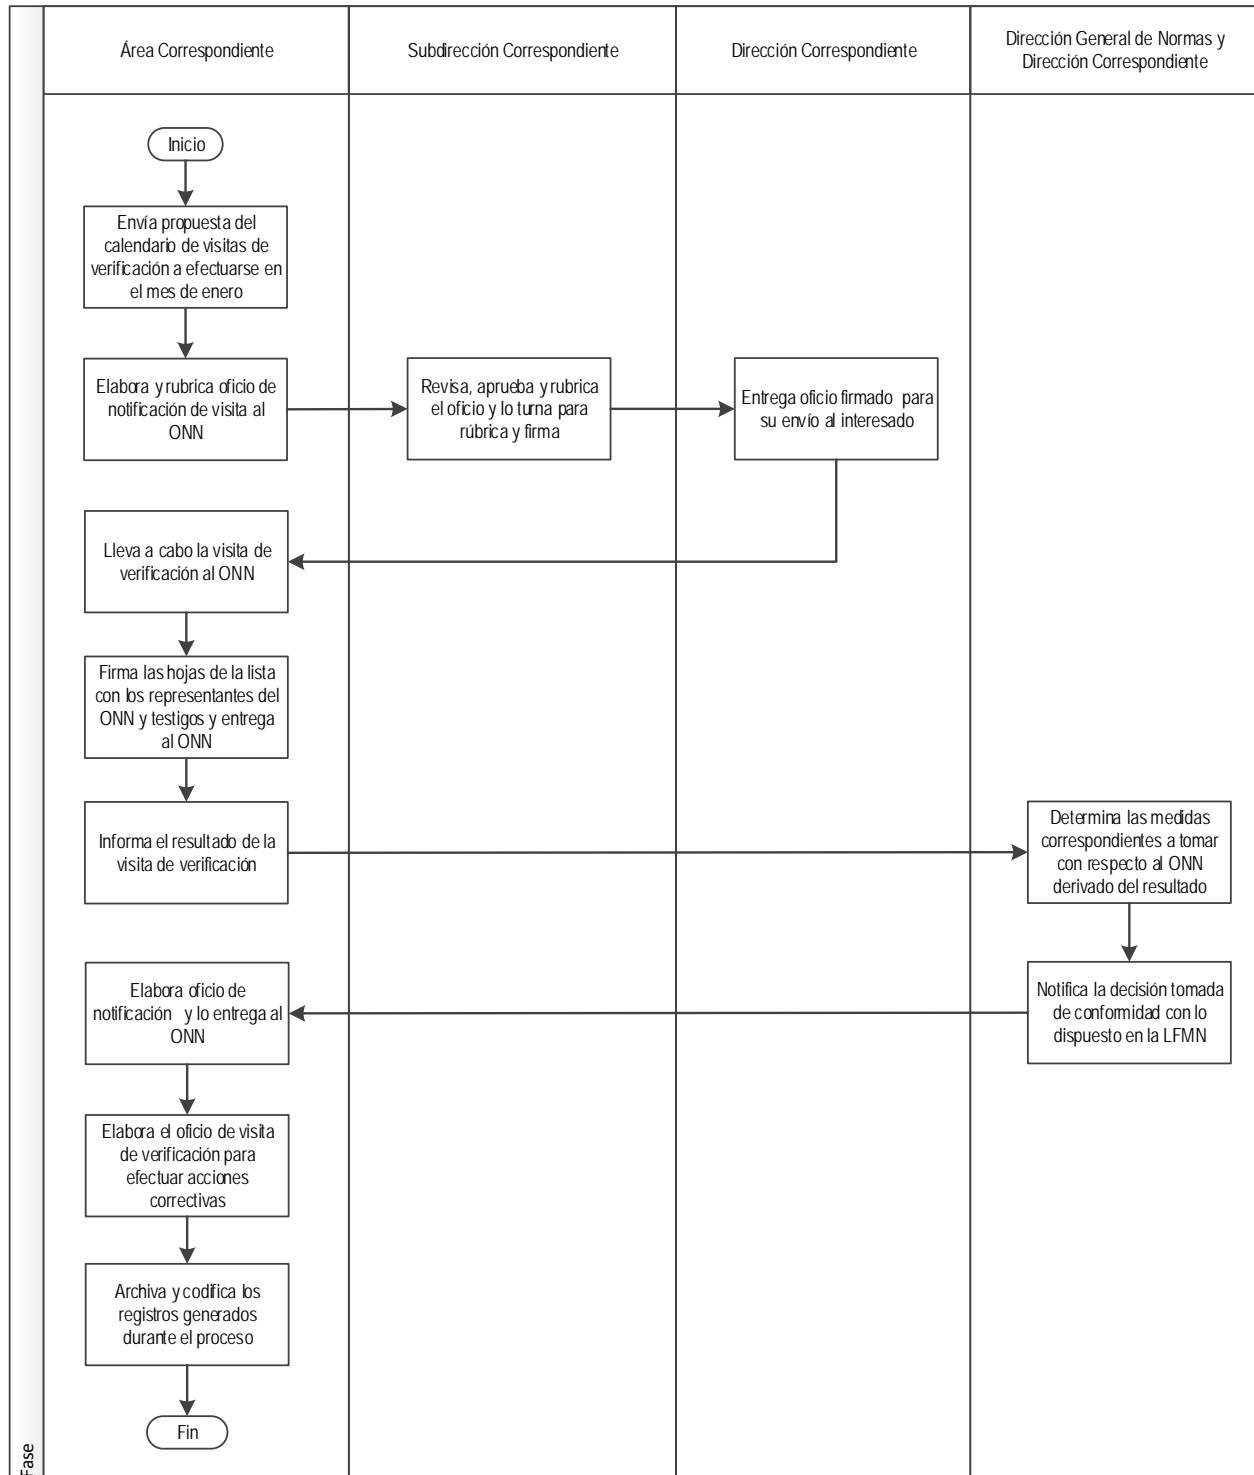 Área Correspondiente
Subdirección Correspondiente
Dirección Correspondiente
Dirección General de Normas y
Dirección Correspondiente
Inicio
Envía propuesta del
calendario de visitas de
verificación a efectuarse en
el mes de enero
Elabora y rubrica oficio de
notificación de visita al
ONN
Revisa, aprueba y rubrica
el oficio y lo turna para
rúbrica y firma
Entrega oficio firmado para
su envío al interesado
Lleva a cabo la visita de
verificación al ONN
Firma las hojas de la lista
con los representantes del
ONN y testigos y entrega
al ONN
Informa el resultado de la
visita de verificación
Determina las medidas
correspondientes a tomar
con respecto al ONN
derivado del resultado
Notifica la decisión tomada
de conformidad con lo
dispuesto en la LFMN
Elabora oficio de
notificación y lo entrega al
ONN
Elabora el oficio de visita
de verificación para
efectuar acciones
correctivas
Archiva y codifica los
registros generados
durante el proceso
Fin
Fase